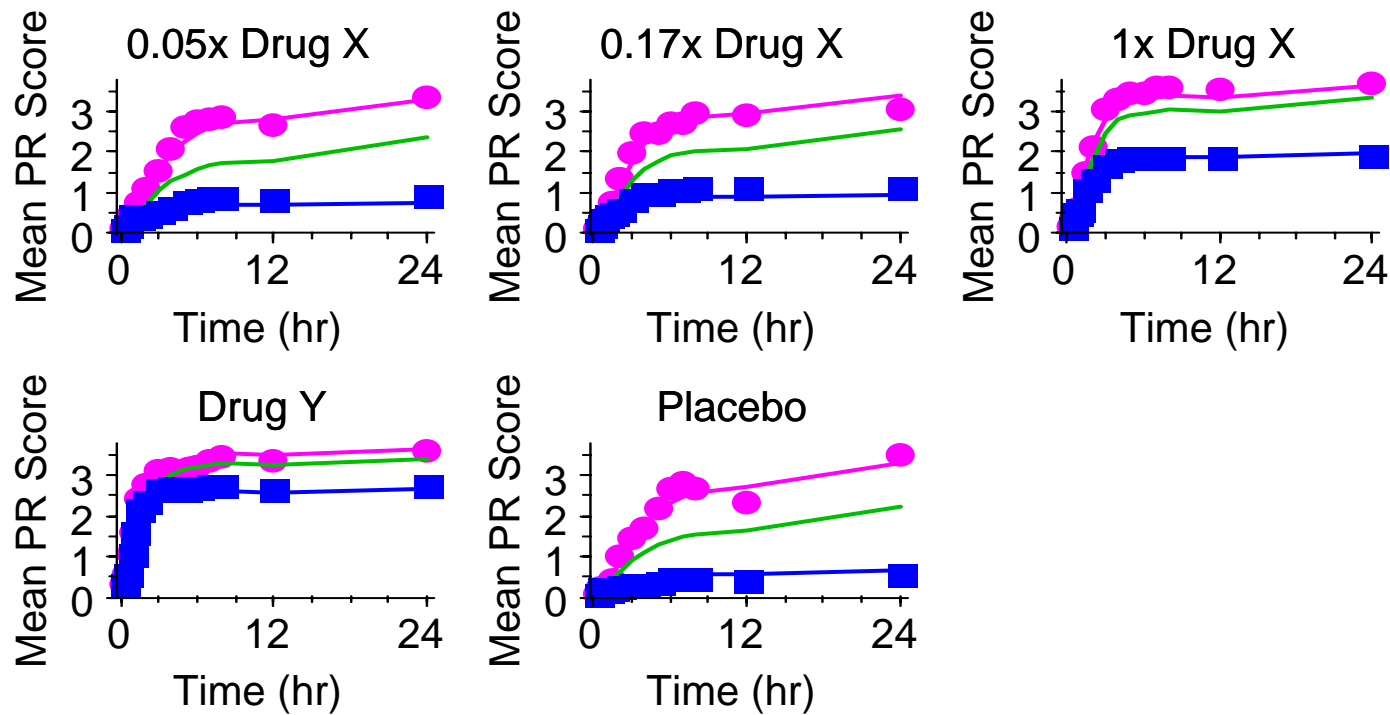 0.05x Drug X
Mean PR Score
3
2
1
0
0 12 24
Time (hr)
0.17x Drug X
Mean PR Score
3
2
1
0
0 12 24
Time (hr)
1x Drug X
Mean PR Score
3
2
1
0
0 12 24
Time (hr)
Drug Y
Mean PR Score
3
2
1
0
0 12 24
Time (hr)
Placebo
Mean PR Score
3
2
1
0
0 12 24
Time (hr)